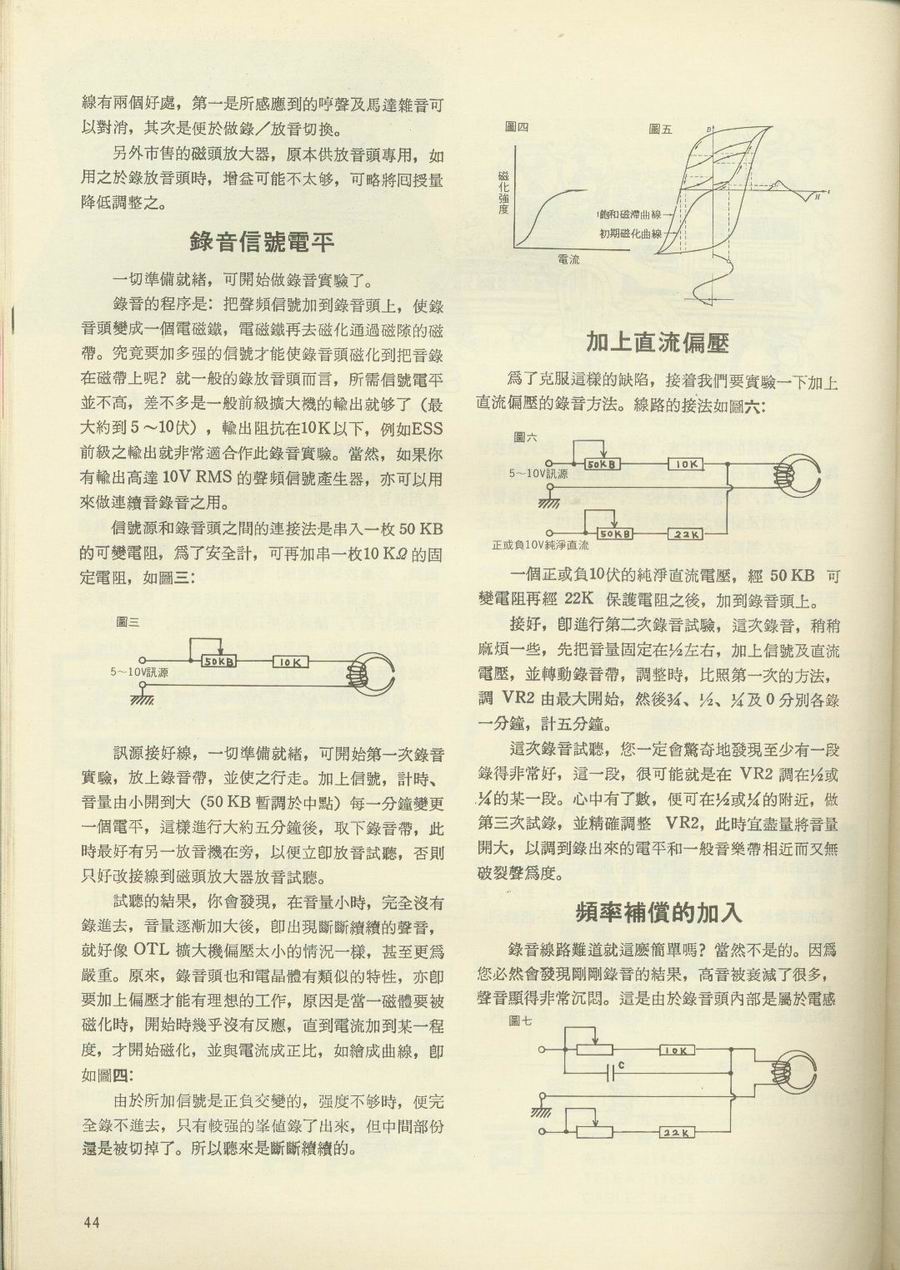 線有兩個好處，第一是所感應到的哼聲及馬達雜音可
以對消，其次是便於做錄／放音切換。
另外市售的磁頭放大器，原本供放音頭專用，如
用之於錄放音頭時，增益可能不太够，可略將回授量
降低調整之。
錄音信號電平
一切準備就緒，可開始做錄音實驗了。
錄音的程序是：把聲頻信號加到錄音頭上，使錄
音頭變成一個電磁鐵，電磁鐵再去磁化通過磁隙的磁
帶。究竟要加多强的信號才能使錄音頭磁化到把音錄
在磁帶上呢？就一般的錄放音頭而言，所需信號電平
並不高，差不多是一般前級擴大機的輸出就够了（最
大約到5～10伏），輸出阻抗在10K以下，例如ESS
前級之輸出就非常適合作此錄音實驗。當然，如果你
有輸出高達 10V RMS 的聲頻信號產生器，亦可以用
來做連續音錄音之用。
信號源和錄音頭之間的連接法是串入一枚 50 KB
的可變電阻，爲了安全計，可再加串一枚10 KΩ 的固
定電阻，如圖三：
圖三
50KB
10K
5～10V訊源
訊源接好線，一切準備就緒，可開始第一次錄音
實驗，放上錄音帶，並使之行走。加上信號，計時、
音量由小開到大（50 KB 暫調於中點）每一分鐘變更
一個電平，這樣進行大約五分鐘後，取下錄音帶，此
時最好有另一放音機在旁，以便立卽放音試聽，否則
只好改接線到磁頭放大器放音試聽。
試聽的結果，你會發現，在音量小時，完全沒有
錄進去，音量逐漸加大後，卽出現斷斷續續的聲音，
就好像 OTL 擴大機偏壓太小的情況一樣，甚至更爲
嚴重。原來，錄音頭也和電晶體有類似的特性，亦卽
要加上偏壓才能有理想的工作，原因是當一磁體要被
磁化時，開始時幾乎沒有反應，直到電流加到某一程
度，才開始磁化，並與電流成正比，如繪成曲線，卽
如圖四：
由於所加信號是正負交變的，强度不够時，便完
全錄不進去，只有較强的峯値錄了出來，但中間部份
還是被切掉了。所以聽來是斷斷續續的。
44
圖四
磁化强度
電流
圖五
B
I
H
飽和磁滯曲線
初期磁化曲線
加上直流偏壓
爲了克服這樣的缺陷，接着我們要實驗一下加上
直流偏壓的錄音方法。線路的接法如圖六：
圖六
50KB
10K
5～10V訊源
50KB
22K
正或負10V純淨直流
一個正或負10伏的純淨直流電壓，經 50 KB 可
變電阻再經 22K 保護電阻之後，加到錄音頭上。
接好，卽進行第二次錄音試驗，這次錄音，稍稍
麻煩一些，先把音量固定在½左右，加上信號及直流
電壓，並轉動錄音帶，調整時，比照第一次的方法，
調 VR2 由最大開始，然後¾、½、¼及0分別各錄
一分鐘，計五分鐘。
這次錄音試聽，您一定會驚奇地發現至少有一段
錄得非常好，這一段，很可能就是在 VR2 調在½或
¼的某一段。心中有了數，便可在½或¼的附近，做
第三次試錄，並精確調整 VR2，此時宜盡量將音量
開大，以調到錄出來的電平和一般音樂帶相近而又無
破裂聲爲度。
頻率補償的加入
錄音線路難道就這麽簡單嗎？當然不是的。因爲
您必然會發現剛剛錄音的結果，高音被衰減了很多，
聲音顯得非常沉悶。這是由於錄音頭內部是屬於電感
圖七
10K
C
22K